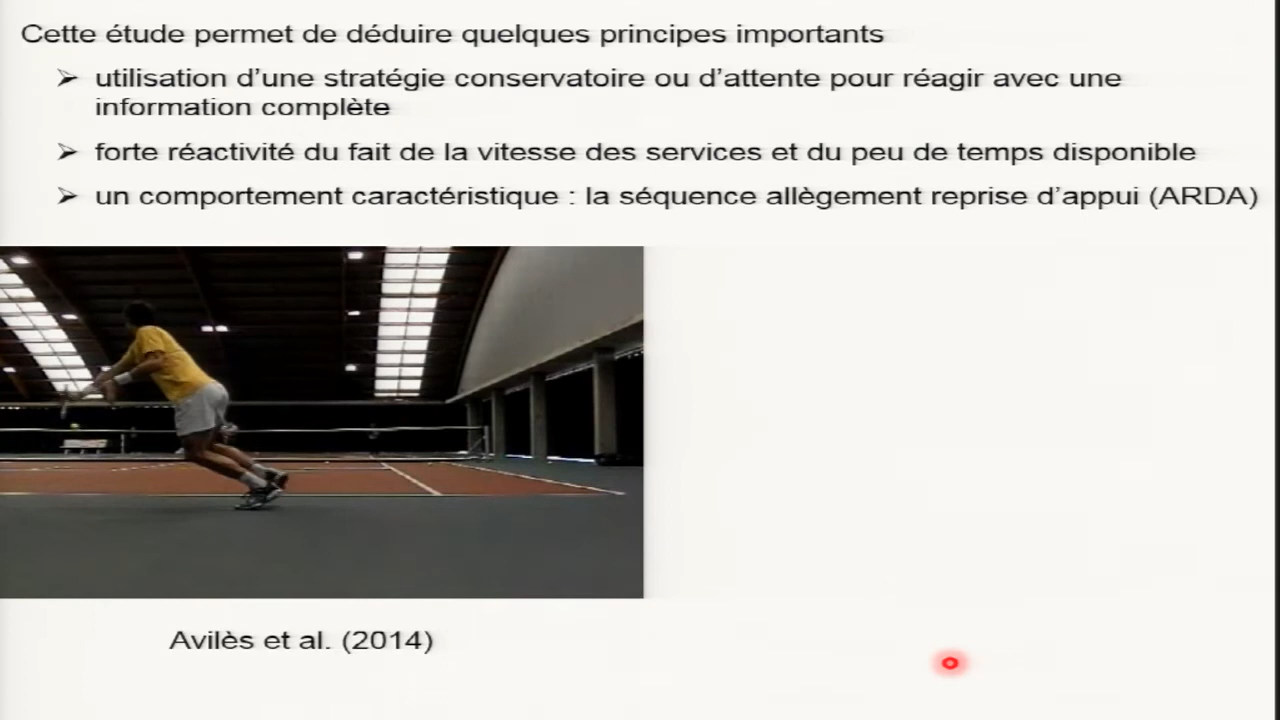 Cette étude permet de déduire quelques principes importants
➢ utilisation d’une stratégie conservatoire ou d’attente pour réagir avec une
information complète
➢ forte réactivité du fait de la vitesse des services et du peu de temps disponible
➢ un comportement caractéristique : la séquence allègement reprise d’appui (ARDA)
Avilès et al. (2014)